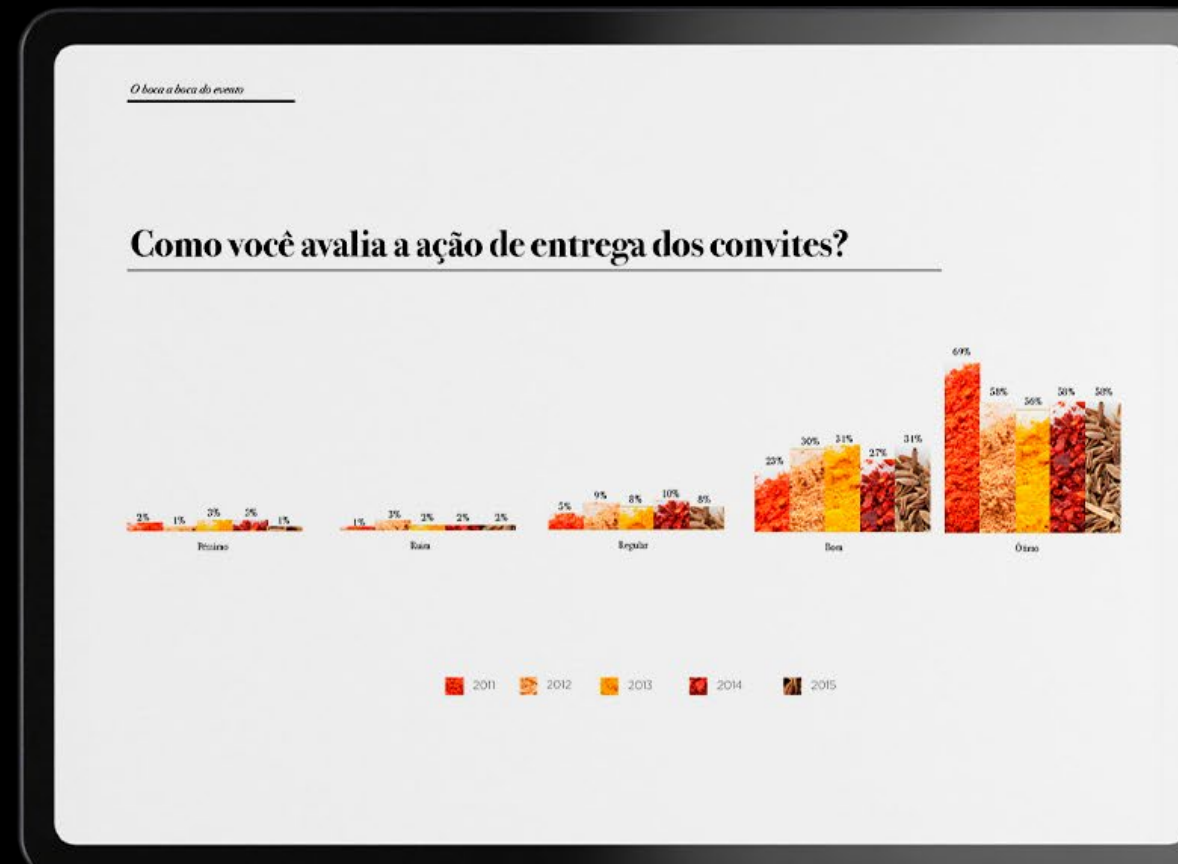 O boca a boca do evento
Como você avalia a ação de entrega dos convites?
69%
58% 56% 58% 58%
23% 30% 31% 27% 31%
5% 9% 8% 10% 8%
2% 1% 3% 3% 1%
1% 3% 2% 2% 2%
Péssimo Ruim Regular Bom Ótimo
2011 2012 2013 2014 2015